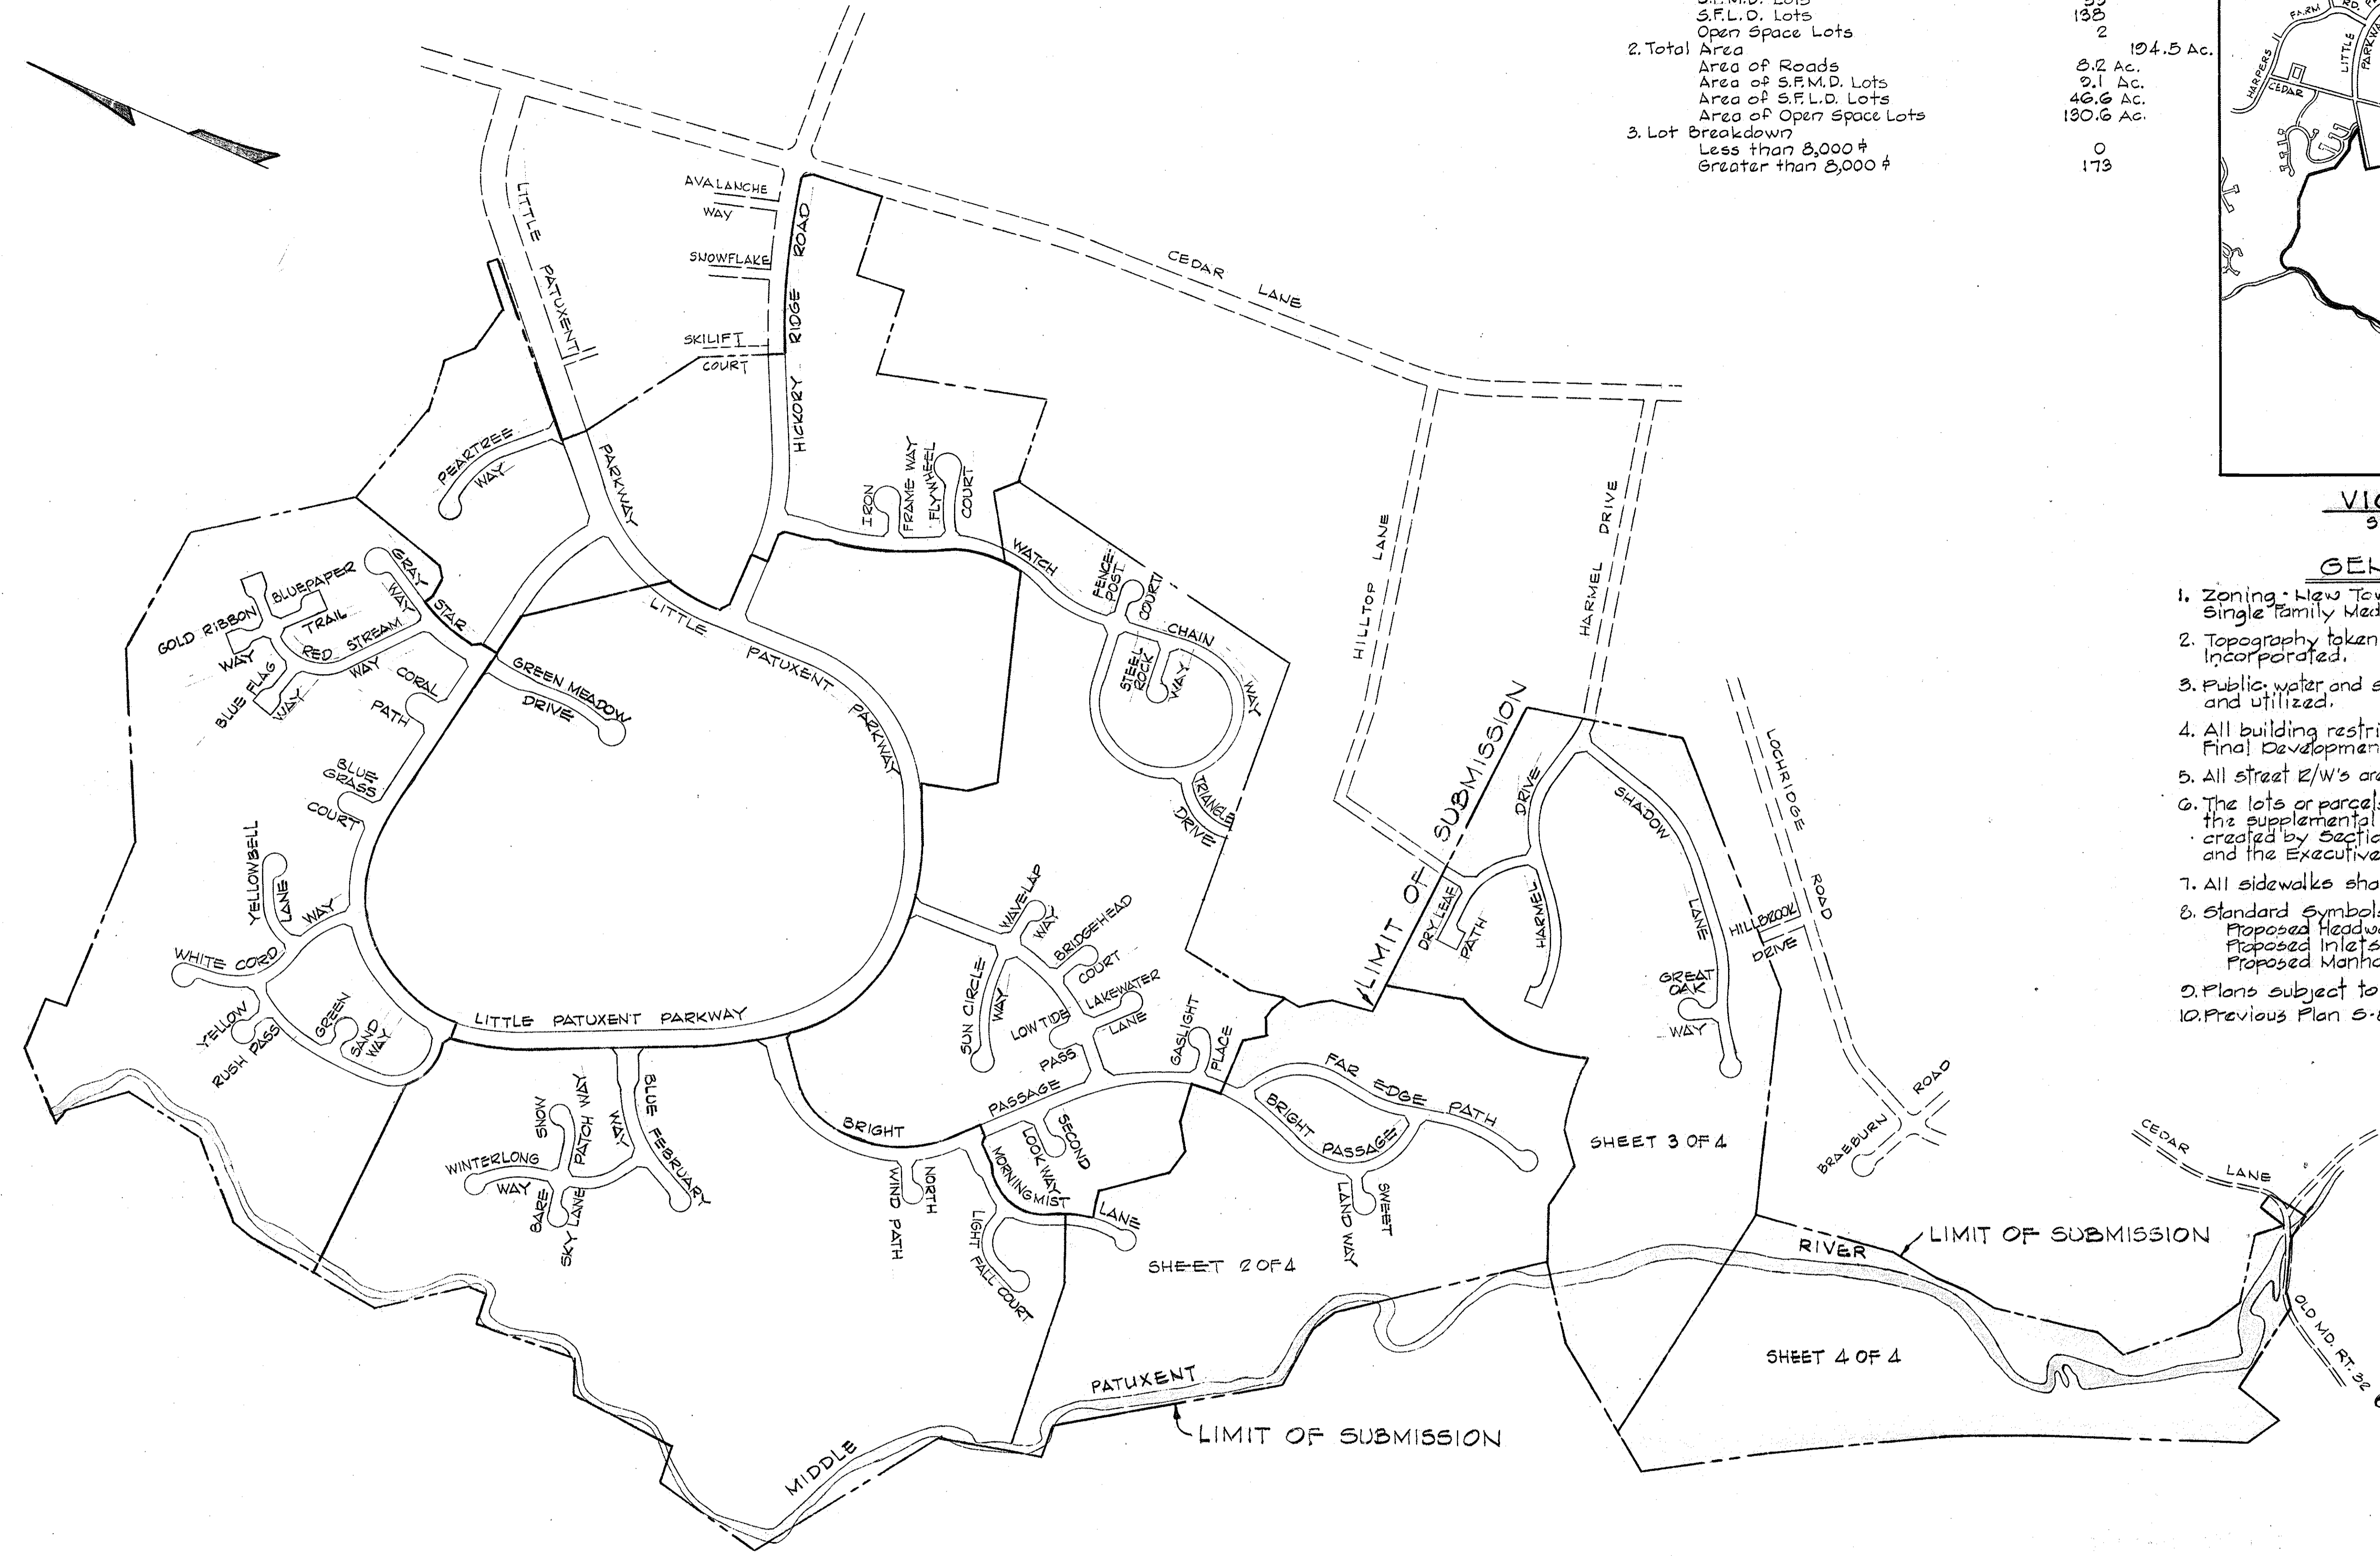 S.F.L.D. Lots 138
Open Space Lots 2
2. Total Area 194.5 Ac.
Area of Roads 8.2 Ac.
Area of S.F.M.D. Lots 9.1 Ac.
Area of S.F.L.D. Lots 46.6 Ac.
Area of Open Space Lots 130.6 Ac.
3. Lot Breakdown
Less than 8,000 ⏀ 0
Greater than 8,000 ⏀ 173
FARM RD.
HARPERS
LITTLE
CEDAR
AVALANCHE
WAY
SNOWFLAKE
SKILIFT
COURT
LITTLE PATUXENT
PARKWAY
HICKORY RIDGE ROAD
CEDAR LANE
PEARTREE
WAY
IRON
FRAME WAY
FLYWHEEL
COURT
WATCH
CHAIN
WAY
FENCE-
POST
COURT
STEEL
ROCK
WAY
TRIANGLE
DRIVE
HILLTOP LANE
HARMEL DRIVE
GRAY
STAR
WAY
BLUEPAPER
TRAIL
GOLD RIBBON
WAY
RED STREAM
WAY
BLUE FLAG
WAY
CORAL
PATH
GREEN MEADOW
DRIVE
LITTLE PATUXENT PARKWAY
BLUE-
GRASS
COURT
YELLOWBELL
LANE
WHITE CORD
WAY
YELLOW
RUSH PASS
GREEN
SAND
WAY
LITTLE PATUXENT PARKWAY
WAVE LAP
WAY
BRIDGEHEAD
COURT
SUN CIRCLE
WAY
LAKEWATER
LANE
LOW TIDE
PASS
GASLIGHT
PLACE
LIMIT OF SUBMISSION
DRIVE
HARMEL
DRY LEAF
PATH
SHADOW
LANE
GREAT
OAK
WAY
LOCHRIDGE
ROAD
HILLBROOK
DRIVE
BRAEBURN ROAD
SNOW
PATCH WAY
WINTERLONG
WAY
BARE
SKY LANE
BLUE FEBRUARY
WAY
BRIGHT PASSAGE
NORTH
WIND PATH
SECOND
LOOK WAY
MORNING MIST
LANE
LIGHT
FALL COURT
FAR EDGE PATH
BRIGHT PASSAGE
SWEET
LAND WAY
SHEET 2 OF 4
SHEET 3 OF 4
SHEET 4 OF 4
MIDDLE PATUXENT RIVER
LIMIT OF SUBMISSION
LIMIT OF SUBMISSION
CEDAR
LANE
OLD MD. RT. 32
1. Zoning - New
Single Family
2. Topography taken
Incorporated.
3. Public water and
and utilized.
4. All building
Final
5. All street R/W's
6. The lots or
the supplemental
created by
and the
7. All sidewalks
8. Standard
Proposed
Proposed Inlets
Proposed
9. Plans subject to
10. Previous Plan